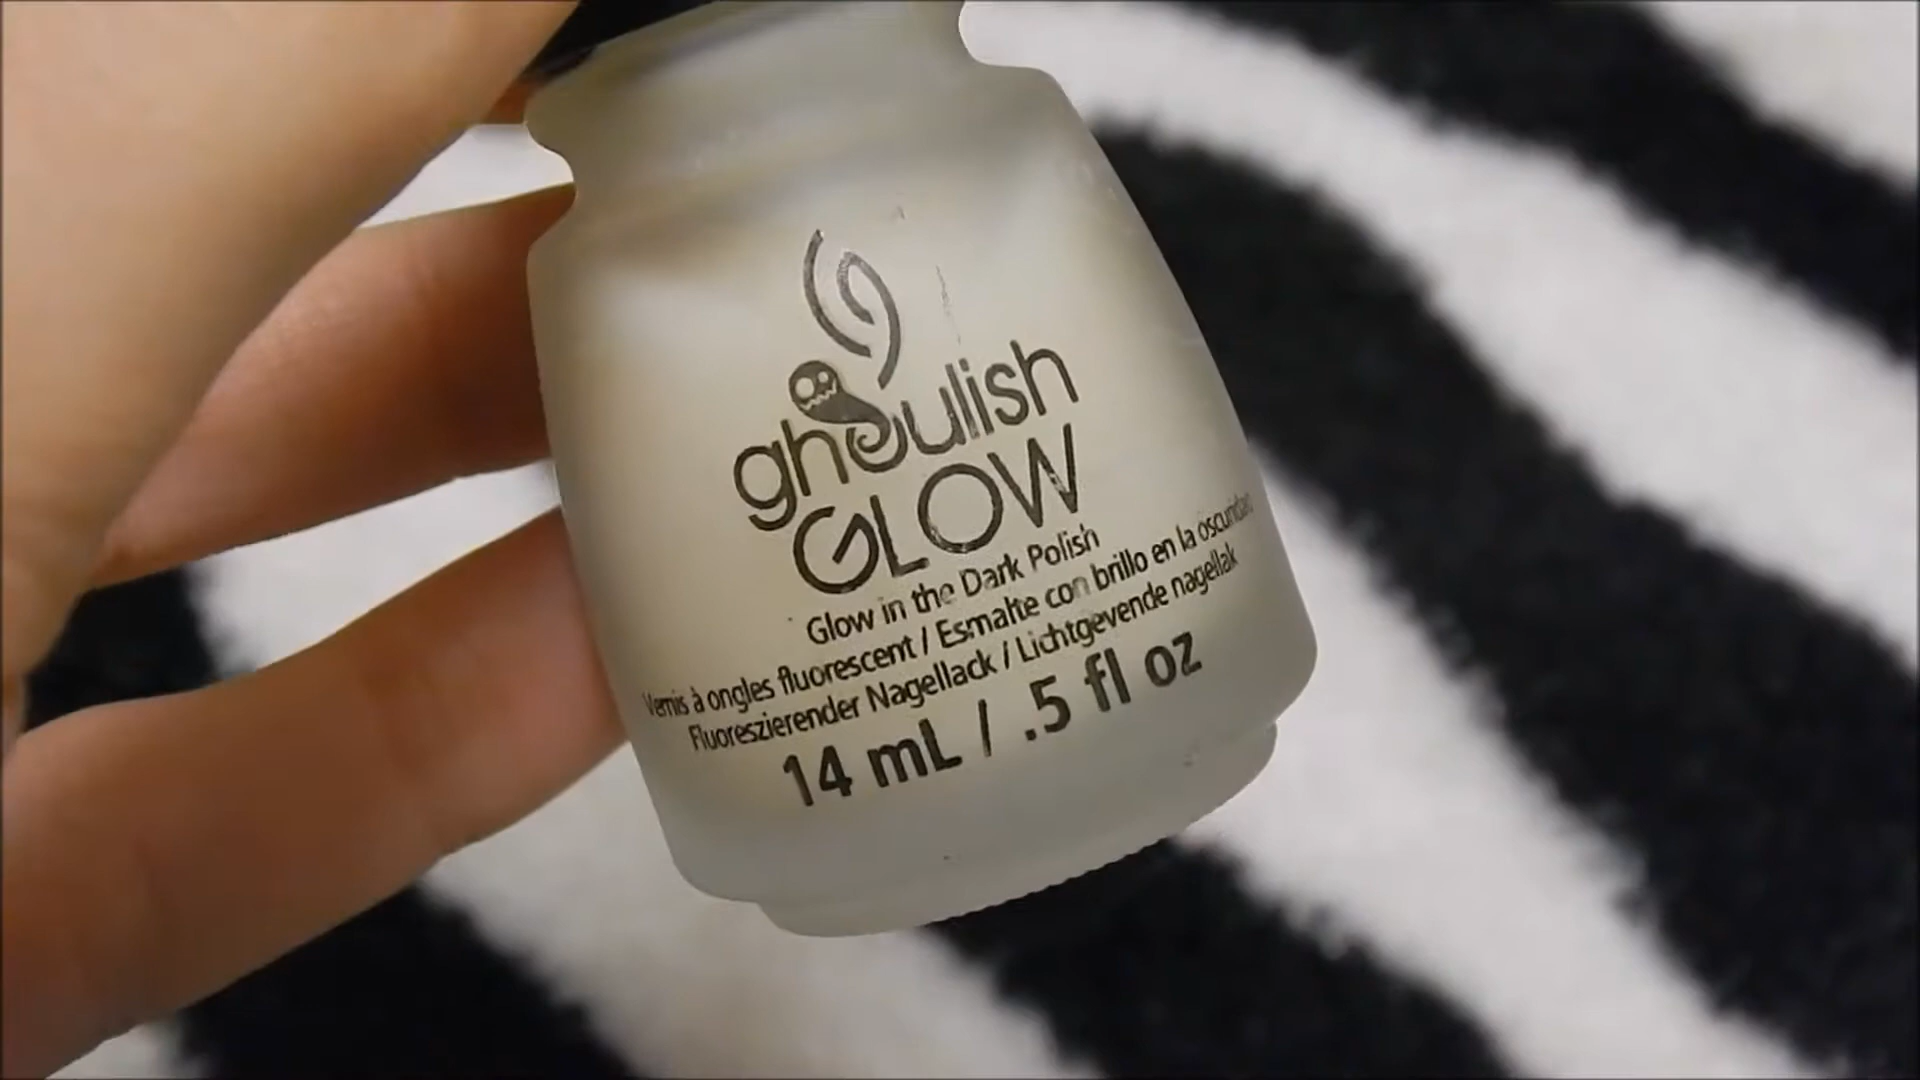 ghoulish
GLOW
Glow in the Dark Polish
Vernis à ongles fluorescent / Esmalte con brillo en la oscuridad
Fluoreszierender Nagellack / Lichtgevende nagellak
14 mL / .5 fl oz